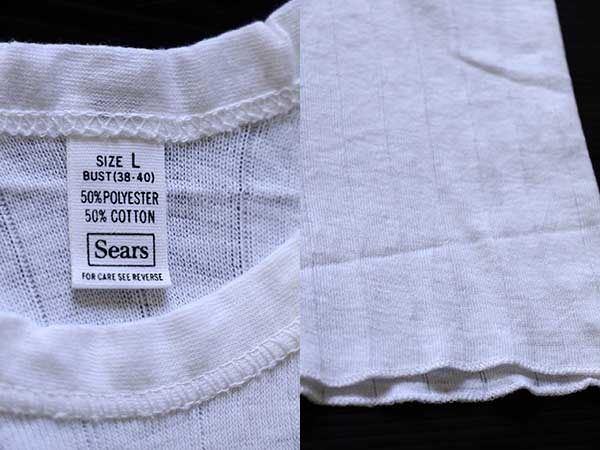 SIZE L
BUST(38-40)
50% POLYESTER
50% COTTON
Sears
FOR CARE SEE REVERSE